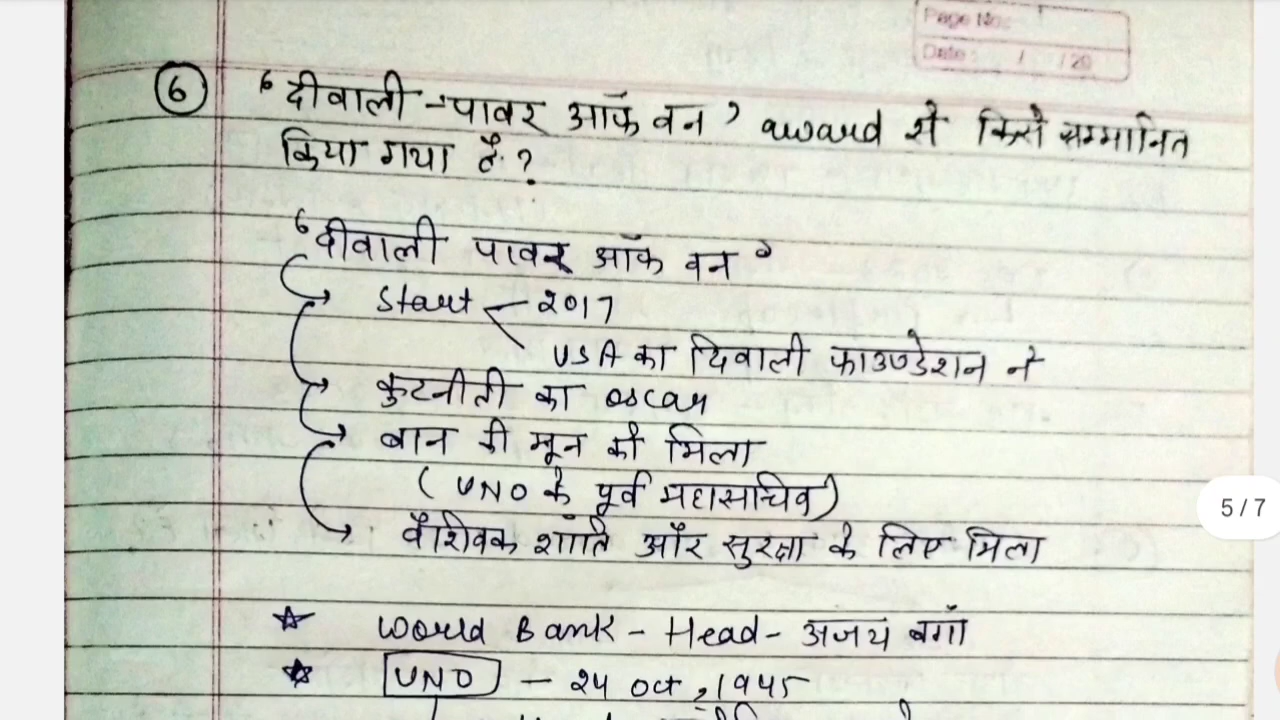 Page No:
Date: / /20
6 'दीवाली -पावर ऑफ वन' award से किसे सम्मानित
किया गया है?
'दीवाली पावर ऑफ वन'
Start - 2017
USA का दिवाली फाउण्डेशन ने
कुटनीती का oscar
बान की मून को मिला
(UNO के पूर्व महासचिव)
वैश्विक शांति और सुरक्षा के लिए मिला
5/7
☆ World Bank - Head - अजय बगाँ
☆ UNO - 24 Oct, 1945